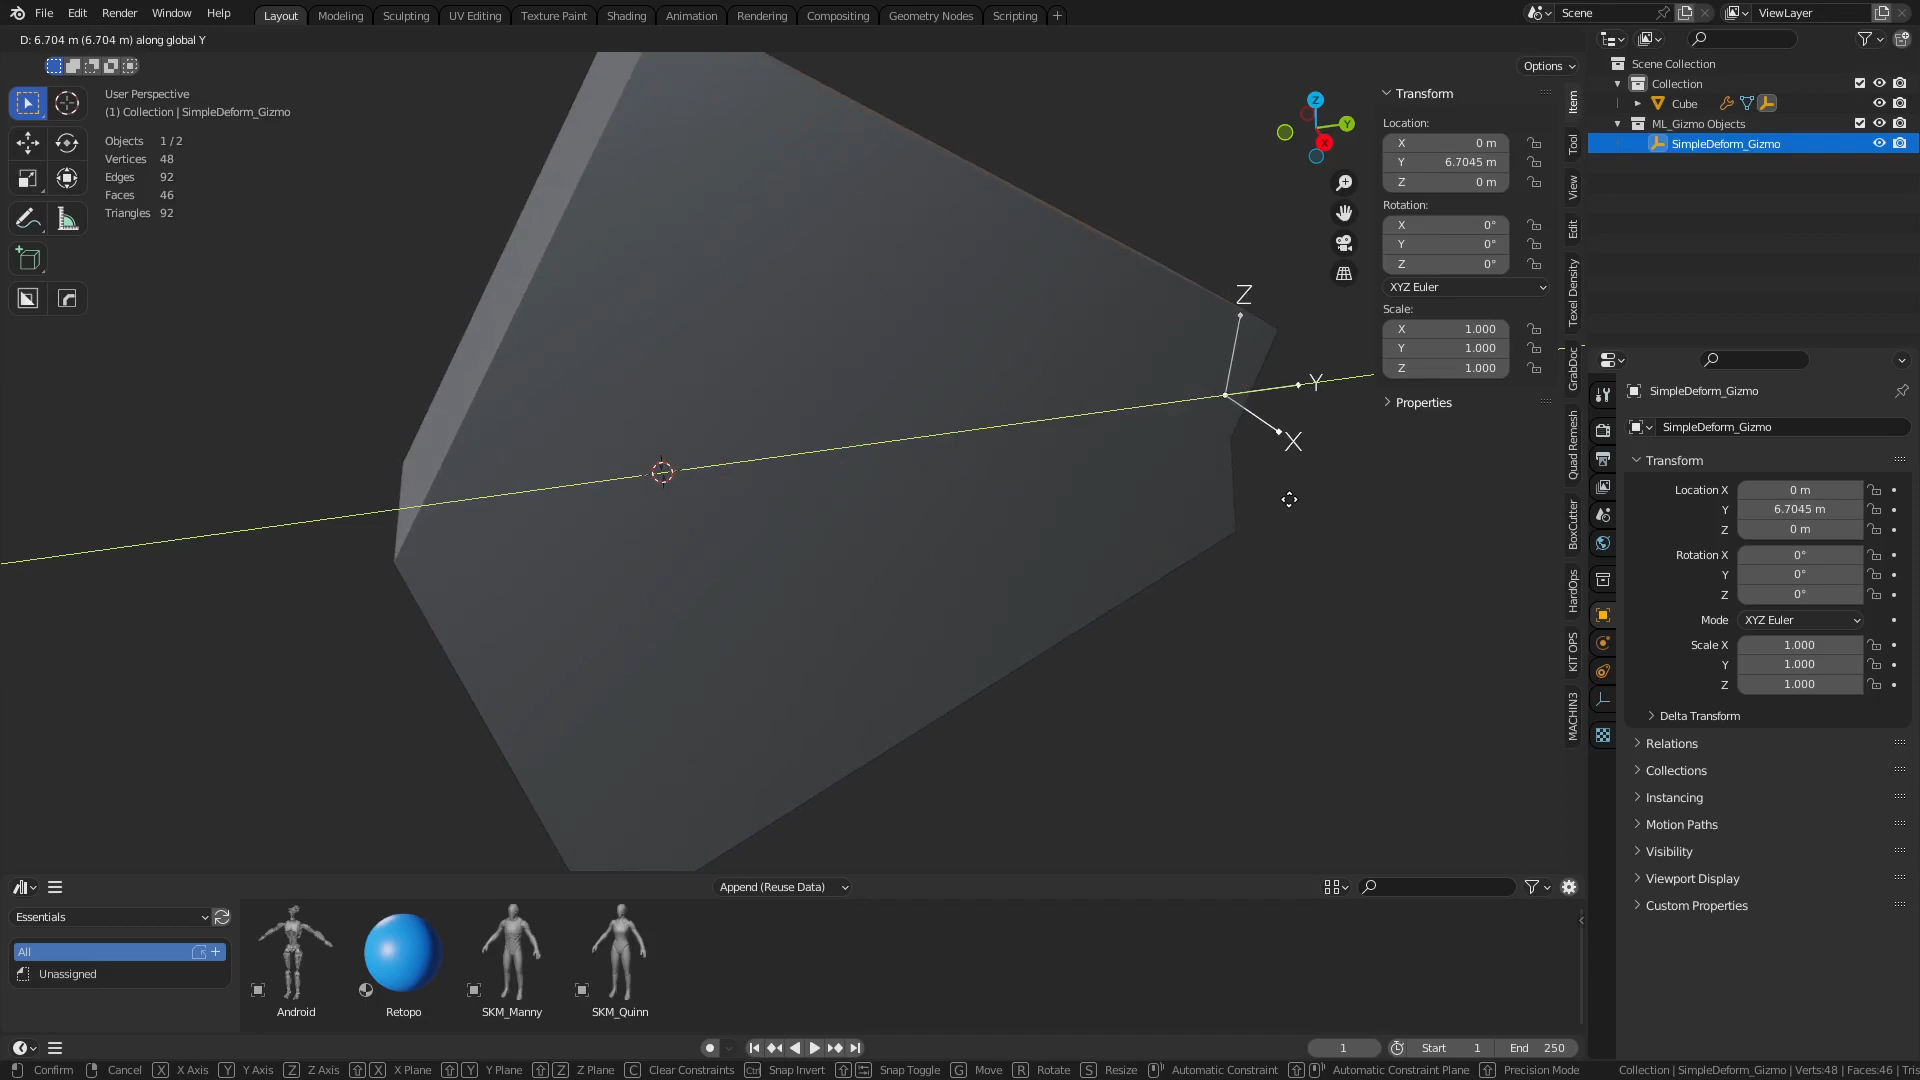 File Edit Render Window Help Layout Modeling Sculpting UV Editing Texture Paint Shading Animation Rendering Compositing Geometry Nodes Scripting + Scene ViewLayer
D: 6.704 m (6.704 m) along global Y
Options
User Perspective
(1) Collection | SimpleDeform_Gizmo
Objects 1 / 2
Vertices 48
Edges 92
Faces 46
Triangles 92
Z
Y
X
Z
Y
X
Transform
Location:
X 0 m
Y 6.7045 m
Z 0 m
Rotation:
X 0°
Y 0°
Z 0°
XYZ Euler
Scale:
X 1.000
Y 1.000
Z 1.000
Properties
Item
Tool
View
Edit
Texel Density
GrabDoc
Quad Remesh
BoxCutter
HardOps
KIT OPS
MACHIN3
Scene Collection
Collection
Cube
ML_Gizmo Objects
SimpleDeform_Gizmo
SimpleDeform_Gizmo
SimpleDeform_Gizmo
Transform
Location X 0 m
Y 6.7045 m
Z 0 m
Rotation X 0°
Y 0°
Z 0°
Mode XYZ Euler
Scale X 1.000
Y 1.000
Z 1.000
Delta Transform
Relations
Collections
Instancing
Motion Paths
Visibility
Viewport Display
Custom Properties
Append (Reuse Data)
Essentials
All
Unassigned
Android Retopo SKM_Manny SKM_Quinn
1 Start 1 End 250
Confirm Cancel X X Axis Y Y Axis Z Z Axis X X Plane Y Y Plane Z Z Plane C Clear Constraints Ctrl Snap Invert Snap Toggle G Move R Rotate S Resize Automatic Constraint Automatic Constraint Plane Precision Mode Collection | SimpleDeform_Gizmo | Verts:48 | Faces:46 | Tris